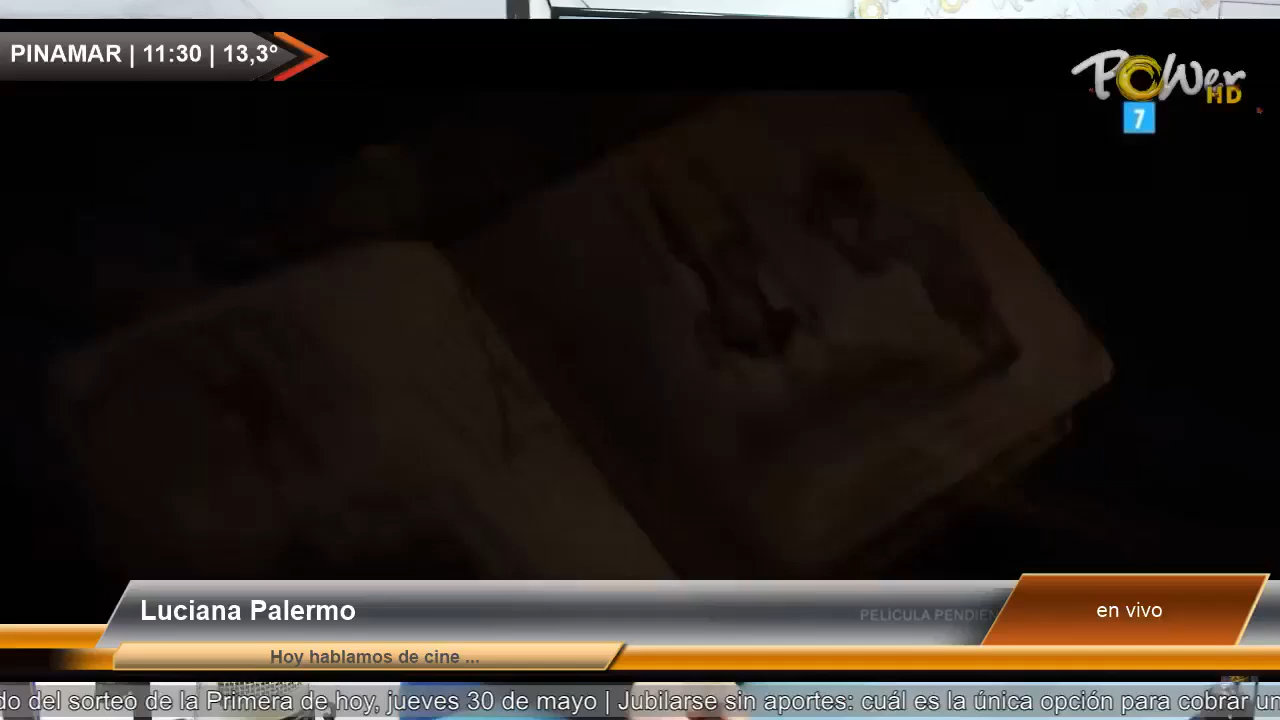 PINAMAR | 11:30 | 13,3°
POWer
HD
7
Luciana Palermo
PELÍCULA PENDIEN
en vivo
Hoy hablamos de cine ...
do del sorteo de la Primera de hoy, jueves 30 de mayo | Jubilarse sin aportes: cuál es la única opción para cobrar un